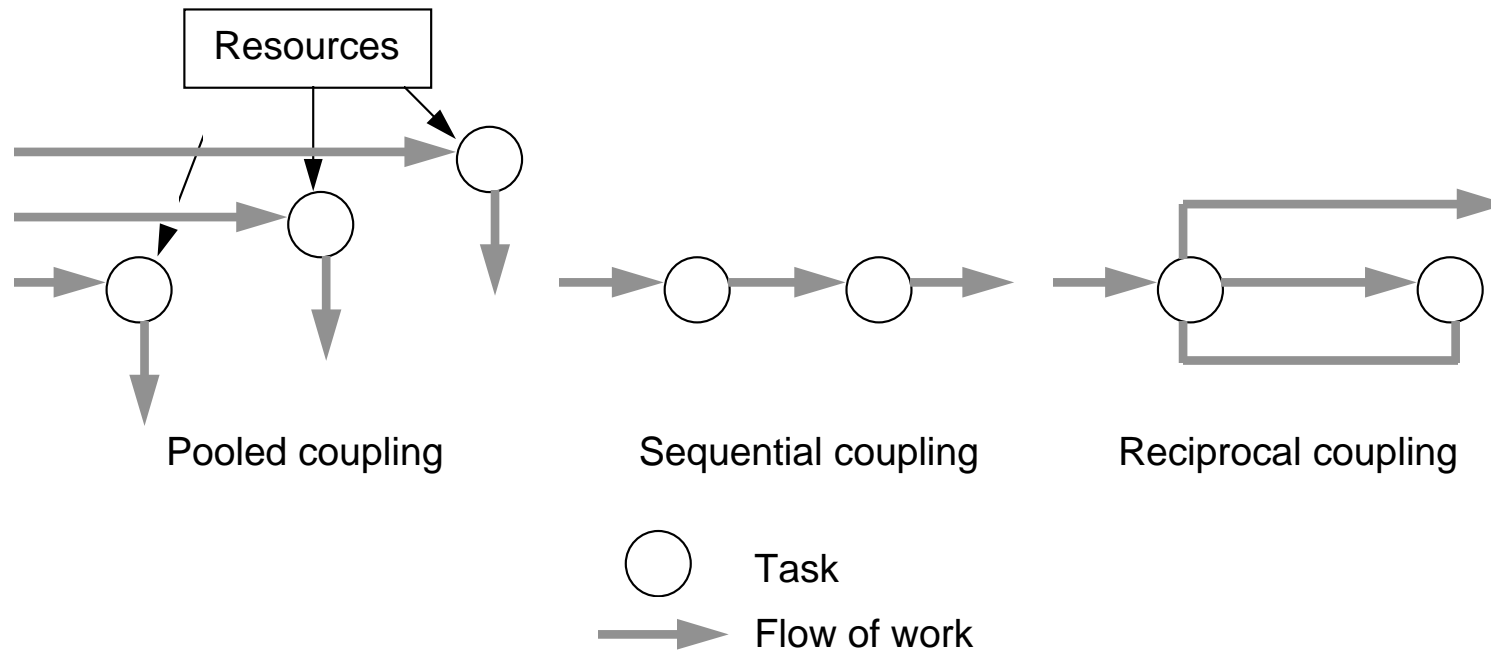 Resources
Pooled coupling
Sequential coupling
Reciprocal coupling
Task
Flow of work